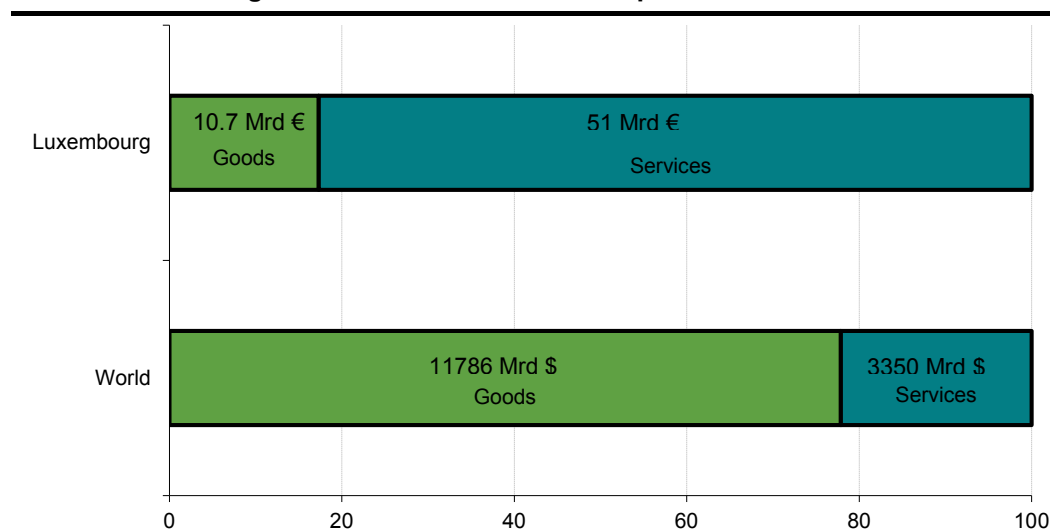 Luxembourg
10.7 Mrd €
Goods
51 Mrd €
Services
World
11786 Mrd $
Goods
3350 Mrd $
Services
0 20 40 60 80 100